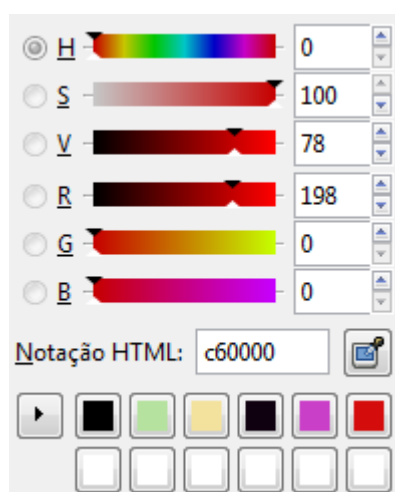 H 0
S 100
V 78
R 198
G 0
B 0
Notação HTML: c60000